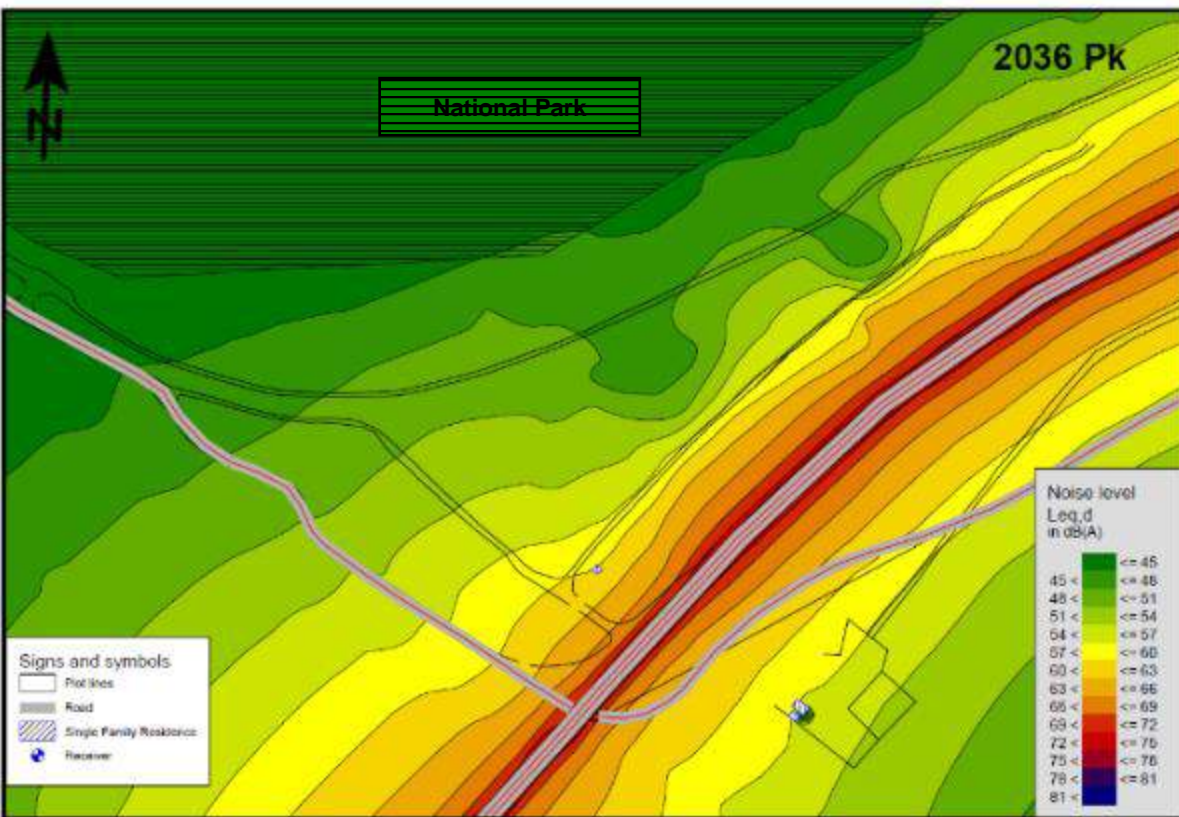 2036 Pk
National Park
N
Noise level
Leq,d
in dB(A)
<= 45
45 < <= 48
48 < <= 51
51 < <= 54
54 < <= 57
57 < <= 60
60 < <= 63
63 < <= 66
66 < <= 69
69 < <= 72
72 < <= 75
75 < <= 78
78 < <= 81
81 <
Signs and symbols
Plot lines
Road
Single Family Residence
Receiver